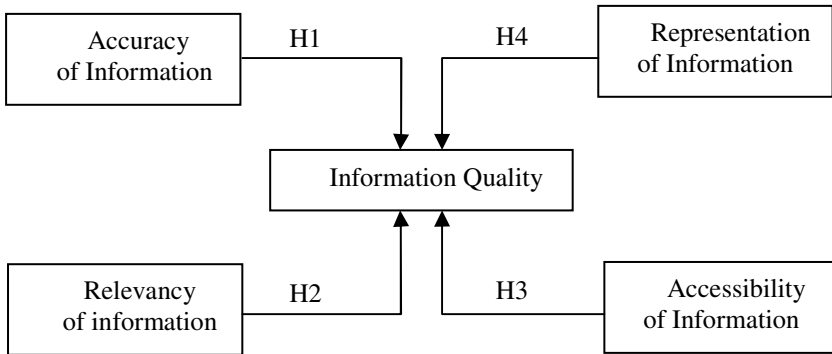 Accuracy
of Information
H1
H4
Representation
of Information
Information Quality
Relevancy
of information
H2
H3
Accessibility
of Information